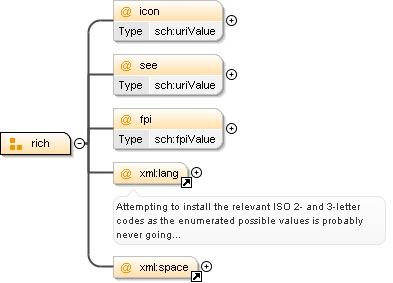 @ icon
Type sch:uriValue
@ see
Type sch:uriValue
@ fpi
Type sch:fpiValue
rich
@ xml:lang
Attempting to install the relevant ISO 2- and 3-letter
codes as the enumerated possible values is probably
never going...
@ xml:space